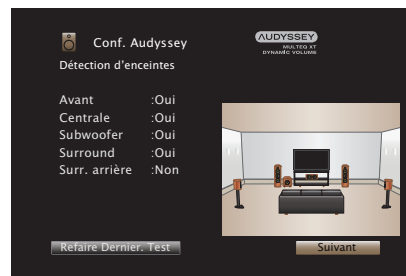 Conf. Audyssey
AUDYSSEY
MULTEQ XT
DYNAMIC VOLUME
Détection d'enceintes
Avant :Oui
Centrale :Oui
Subwoofer :Oui
Surround :Oui
Surr. arrière :Non
Refaire Dernier. Test
Suivant